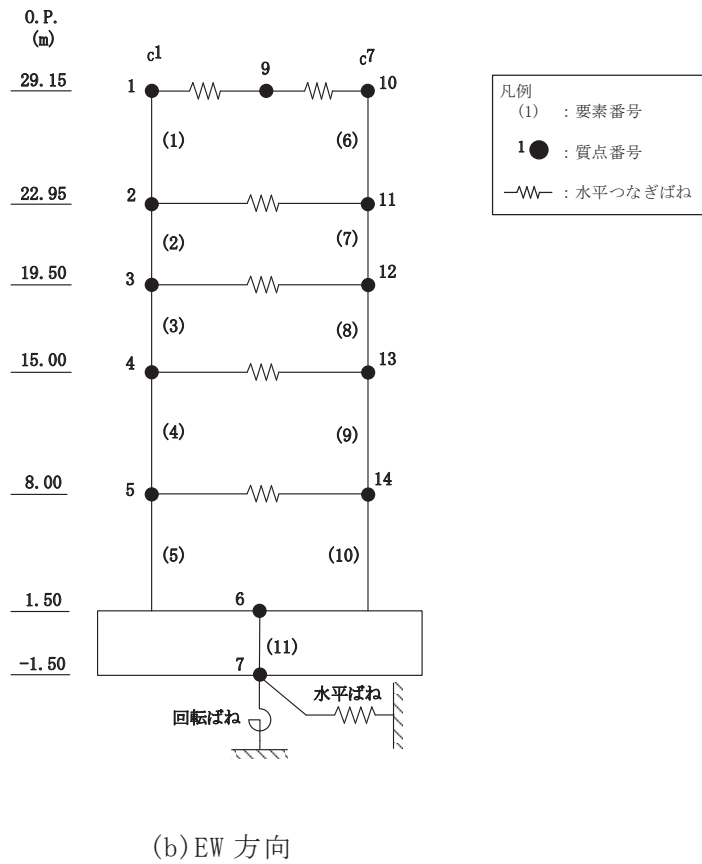 O.P.
(m)
c1
c7
29.15
1
9
10
(1)
(6)
22.95
2
11
(2)
(7)
19.50
3
12
(3)
(8)
15.00
4
13
(4)
(9)
8.00
5
14
(5)
(10)
1.50
6
(11)
-1.50
7
水平ばね
回転ばね
凡例
(1) : 要素番号
1 : 質点番号
: 水平つなぎばね
(b)EW 方向